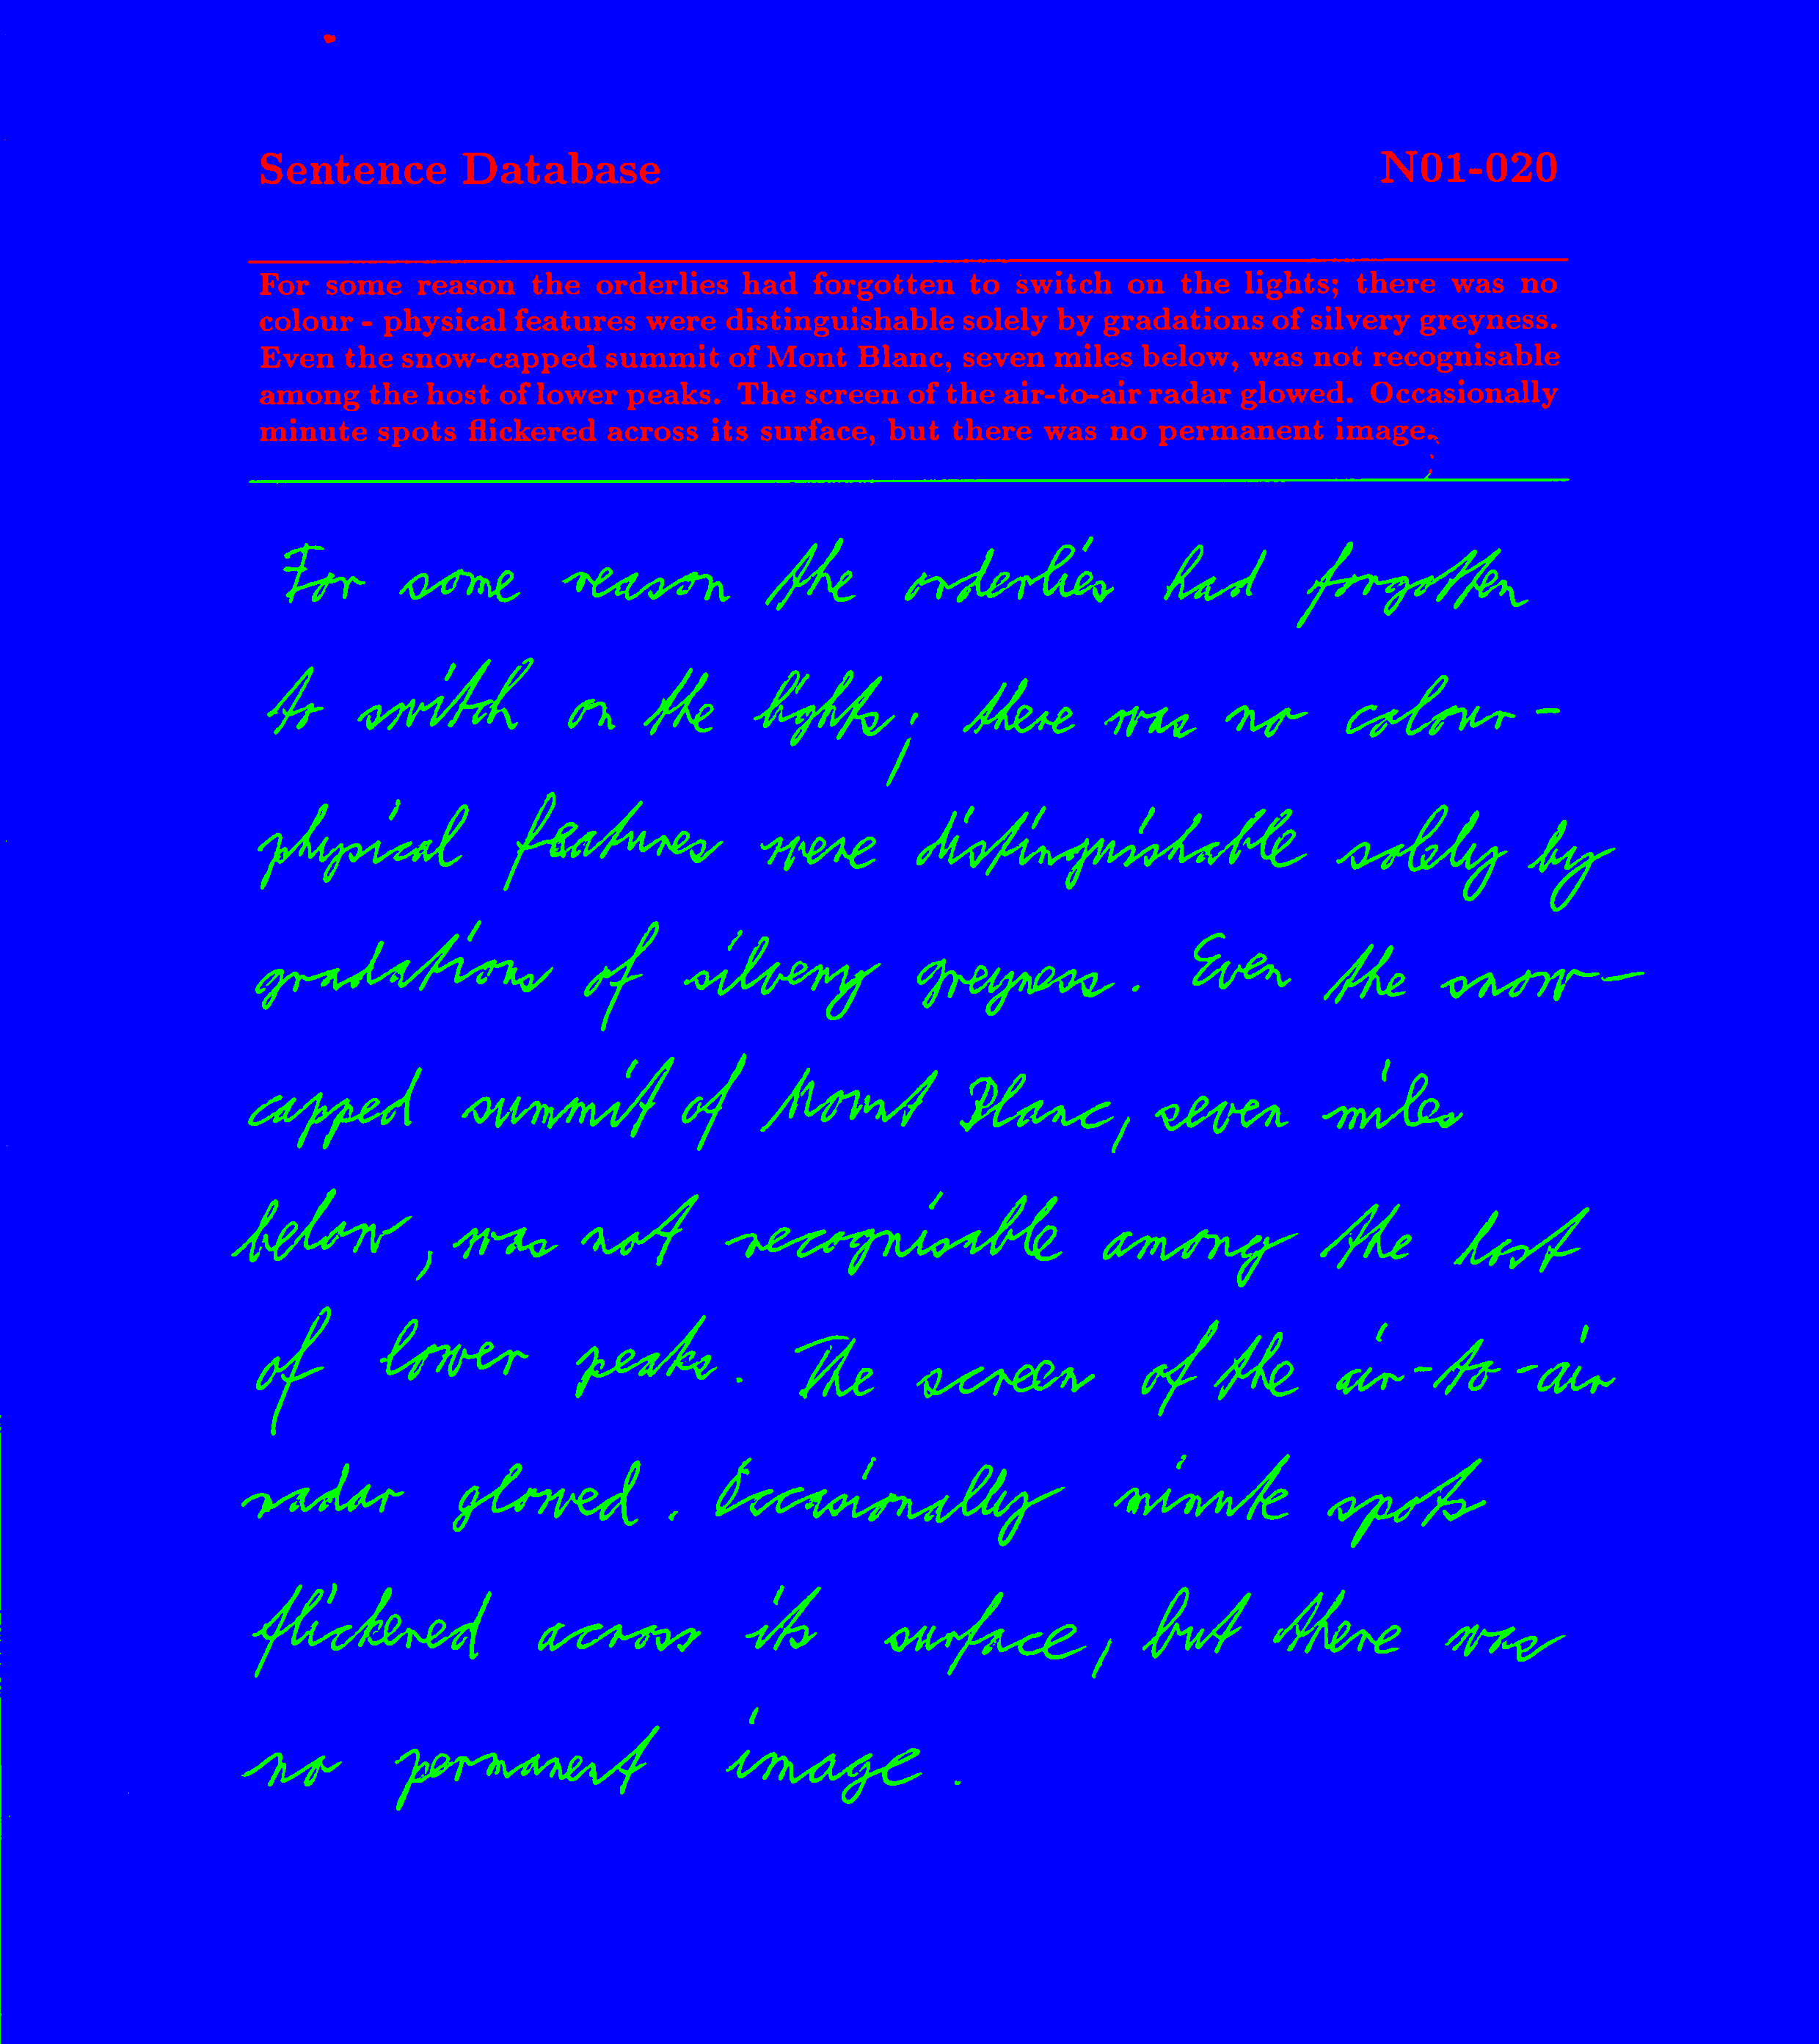 Sentence Database N01-020
For some reason the orderlies had forgotten to switch on the lights; there was no
colour - physical features were distinguishable solely by gradations of silvery greyness.
Even the snow-capped summit of Mont Blanc, seven miles below, was not recognisable
among the host of lower peaks. The screen of the air-to-air radar glowed. Occasionally
minute spots flickered across its surface, but there was no permanent image.
For some reason the orderlies had forgotten
to switch on the lights; there was no colour -
physical features were distinguishable solely by
gradations of silvery greyness. Even the snow-
capped summit of Mount Blanc, seven miles
below, was not recognisable among the host
of lower peaks. The screen of the air-to-air
radar glowed. Occasionally minute spots
flickered across its surface, but there was
no permanent image.